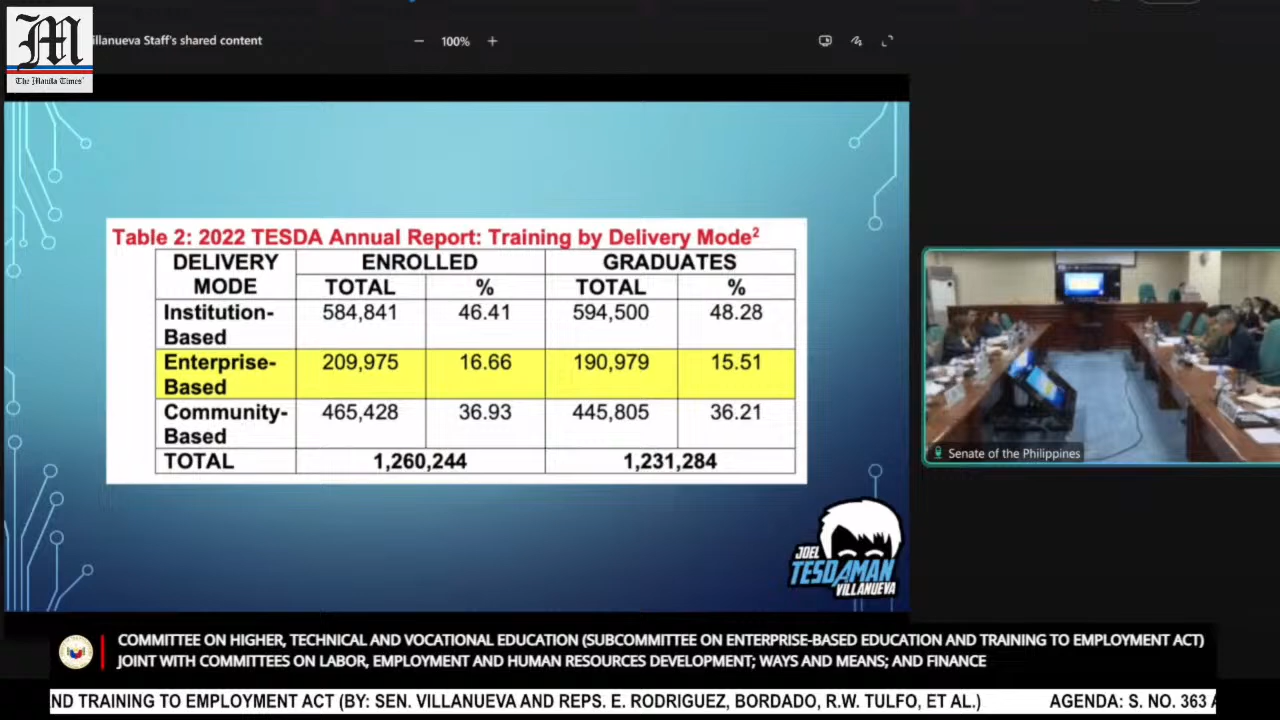 M
The Manila Times
illanueva Staff's shared content
100%
Table 2: 2022 TESDA Annual Report: Training by Delivery Mode2
DELIVERY MODE ENROLLED GRADUATES
TOTAL % TOTAL %
Institution-Based 584,841 46.41 594,500 48.28
Enterprise-Based 209,975 16.66 190,979 15.51
Community-Based 465,428 36.93 445,805 36.21
TOTAL 1,260,244 1,231,284
Senate of the Philippines
JOEL
TESDAMAN
VILLANUEVA
COMMITTEE ON HIGHER, TECHNICAL AND VOCATIONAL EDUCATION (SUBCOMMITTEE ON ENTERPRISE-BASED EDUCATION AND TRAINING TO EMPLOYMENT ACT)
JOINT WITH COMMITTEES ON LABOR, EMPLOYMENT AND HUMAN RESOURCES DEVELOPMENT; WAYS AND MEANS; AND FINANCE
ND TRAINING TO EMPLOYMENT ACT (BY: SEN. VILLANUEVA AND REPS. E. RODRIGUEZ, BORDADO, R.W. TULFO, ET AL.) AGENDA: S. NO. 363